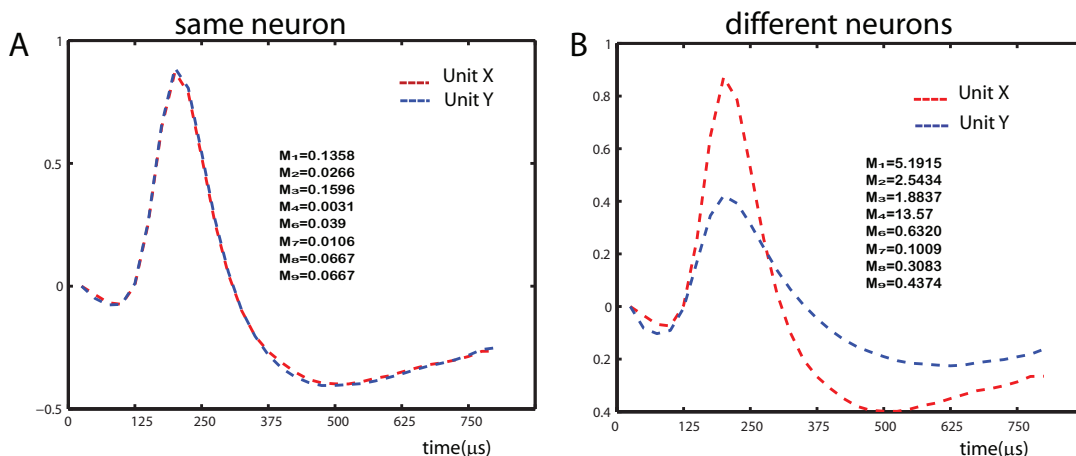 same neuron
A
1
0.5
0
−0.5
0
125
250
375
500
625
750
time(μs)
Unit X
Unit Y
M₁=0.1358
M₂=0.0266
M₃=0.1596
M₄=0.0031
M₆=0.039
M₇=0.0106
M₈=0.0667
M₉=0.0667
different neurons
B
1
0.8
0.6
0.4
0.2
0
0.2
0.4
0
125
250
375
500
625
750
time(μs)
Unit X
Unit Y
M₁=5.1915
M₂=2.5434
M₃=1.8837
M₄=13.57
M₆=0.6320
M₇=0.1009
M₈=0.3083
M₉=0.4374